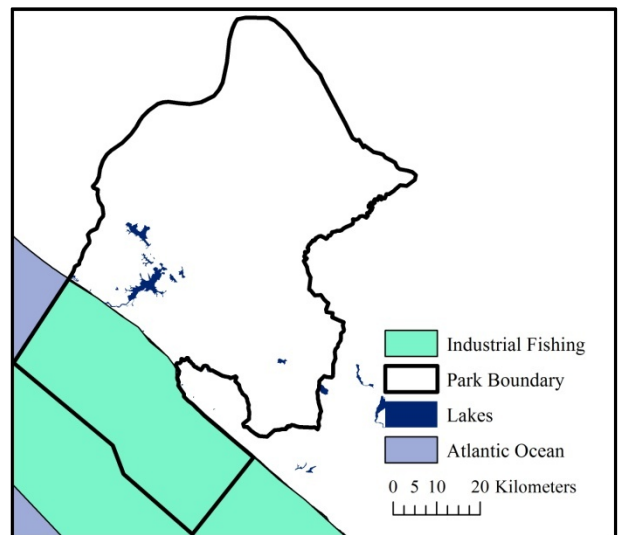 Industrial Fishing
Park Boundary
Lakes
Atlantic Ocean
0 5 10 20 Kilometers